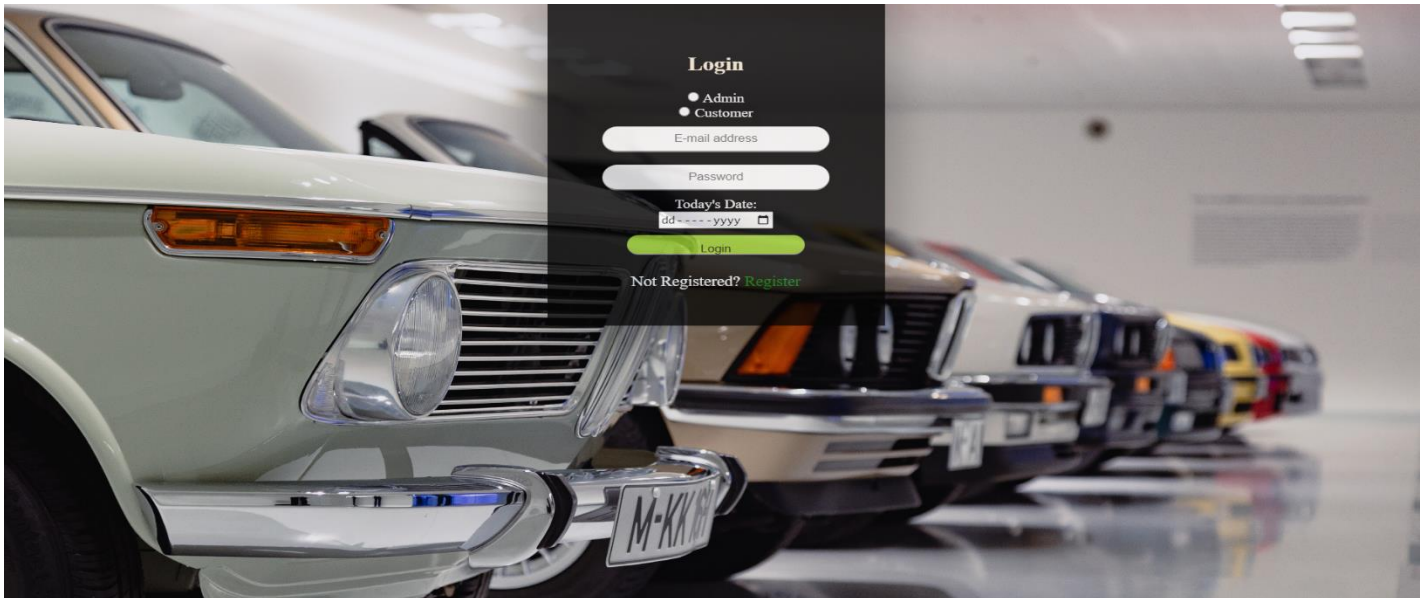 Login
Admin
Customer
E-mail address
Password
Today's Date:
dd-----yyyy
Login
Not Registered? Register
M-KK